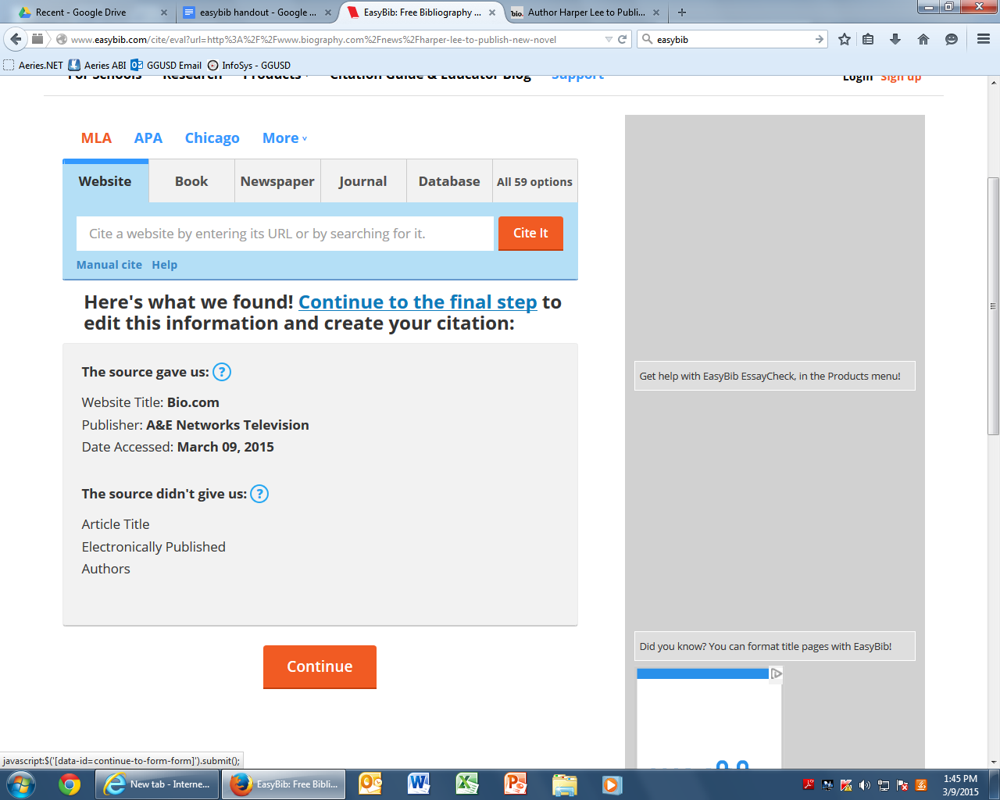 Recent - Google Drive
easybib handout - Google ...
EasyBib: Free Bibliography ...
bio. Author Harper Lee to Publi...
www.easybib.com/cite/eval?url=http%3A%2F%2Fwww.biography.com%2Fnews%2Fharper-lee-to-publish-new-novel
easybib
Aeries.NET Aeries ABI GGUSD Email InfoSys - GGUSD
For Schools Research Products Citation Guide & Educator Blog Support
Login Sign up
MLA APA Chicago More
Website Book Newspaper Journal Database All 59 options
Cite a website by entering its URL or by searching for it.
Cite It
Manual cite Help
Here's what we found! Continue to the final step to
edit this information and create your citation:
The source gave us: ?
Website Title: Bio.com
Publisher: A&E Networks Television
Date Accessed: March 09, 2015
The source didn't give us: ?
Article Title
Electronically Published
Authors
Continue
Get help with EasyBib EssayCheck, in the Products menu!
Did you know? You can format title pages with EasyBib!
javascript:$('[data-id=continue-to-form-form]').submit();
New tab - Interne...
EasyBib: Free Bibli...
1:45 PM
3/9/2015